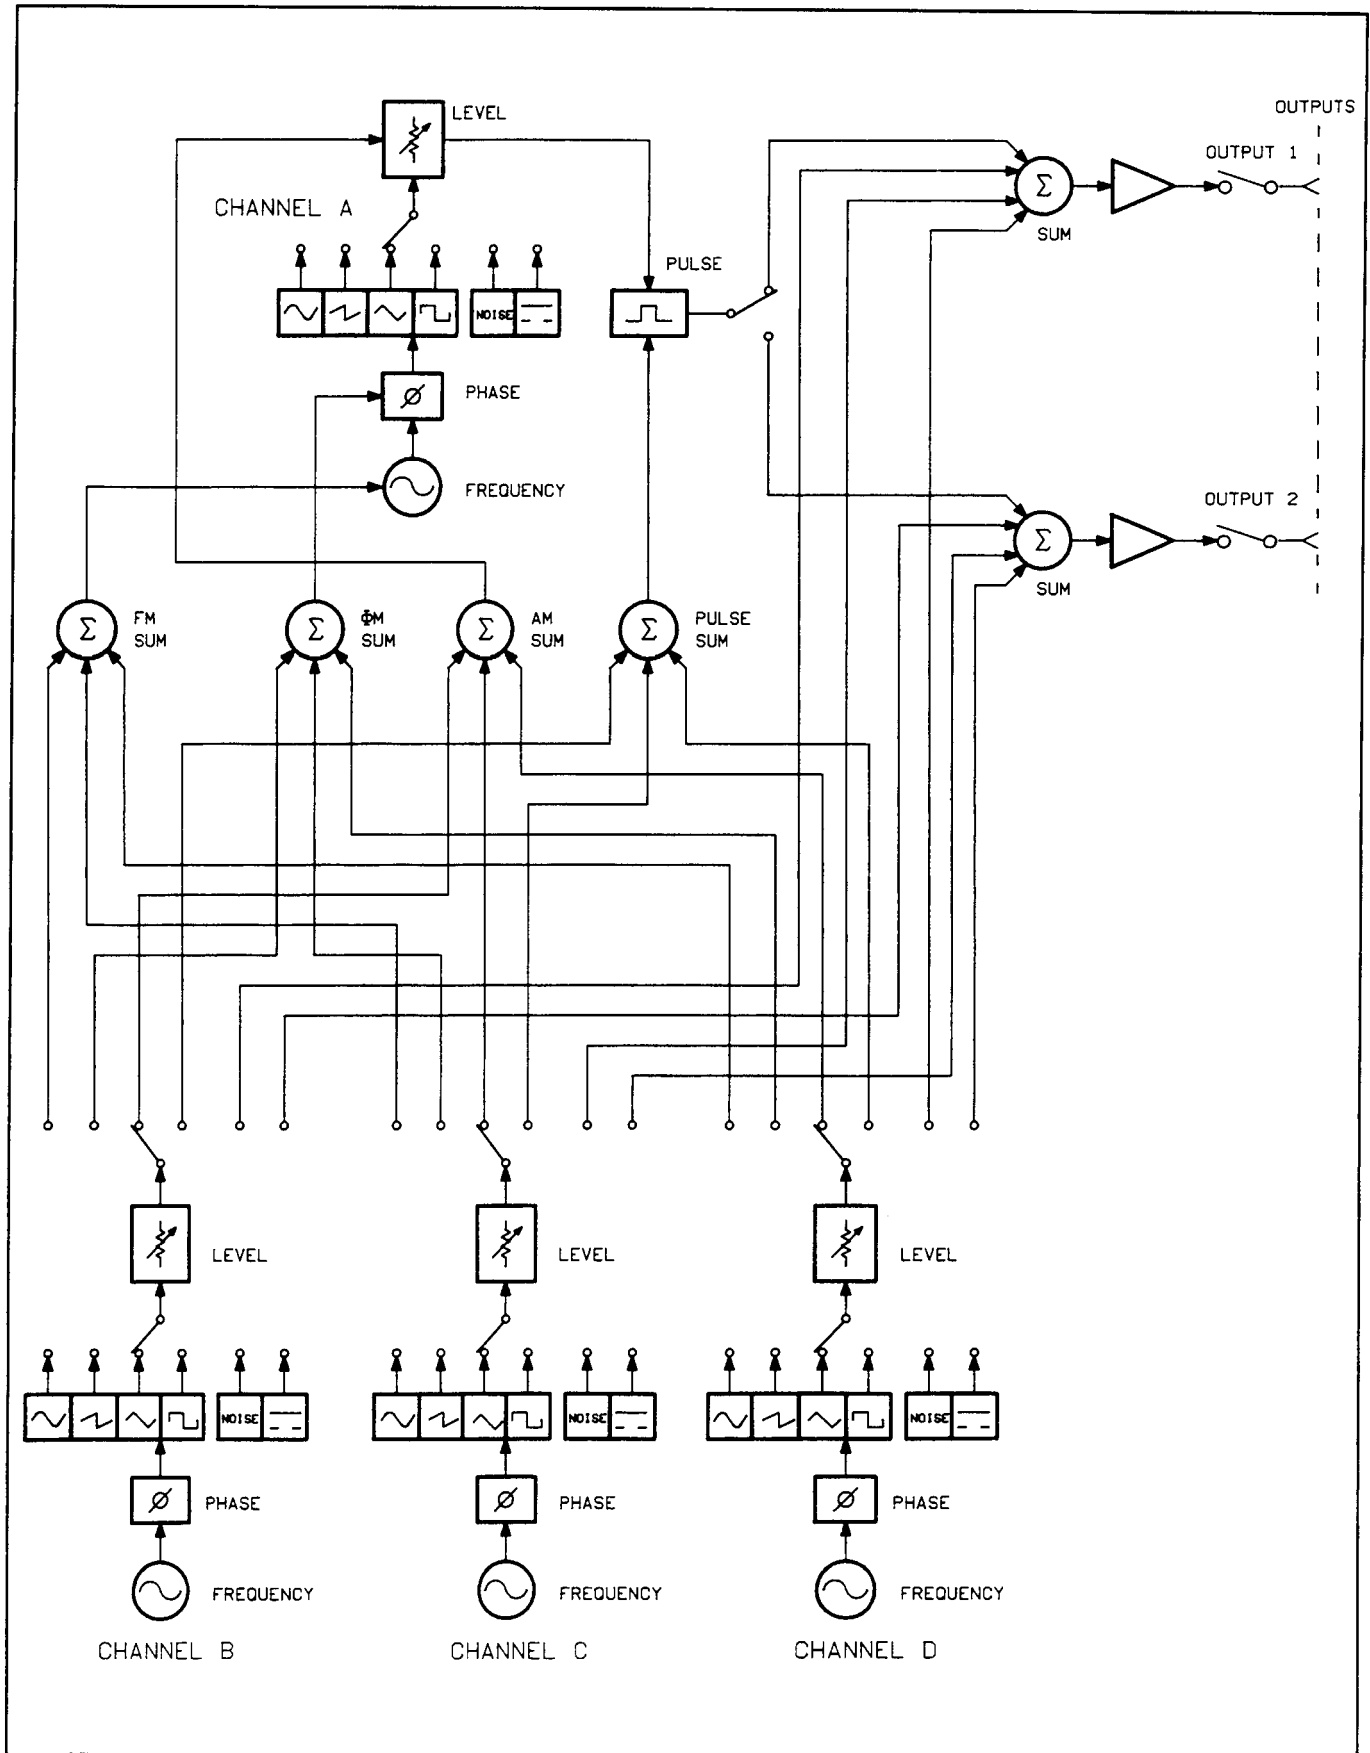 OUTPUTS
LEVEL
OUTPUT 1
CHANNEL A
Σ
SUM
PULSE
NOISE
φ
PHASE
FREQUENCY
OUTPUT 2
Σ
SUM
Σ
FM
SUM
Σ
ΦM
SUM
Σ
AM
SUM
Σ
PULSE
SUM
LEVEL
LEVEL
LEVEL
NOISE
NOISE
NOISE
φ
PHASE
φ
PHASE
φ
PHASE
FREQUENCY
FREQUENCY
FREQUENCY
CHANNEL B
CHANNEL C
CHANNEL D